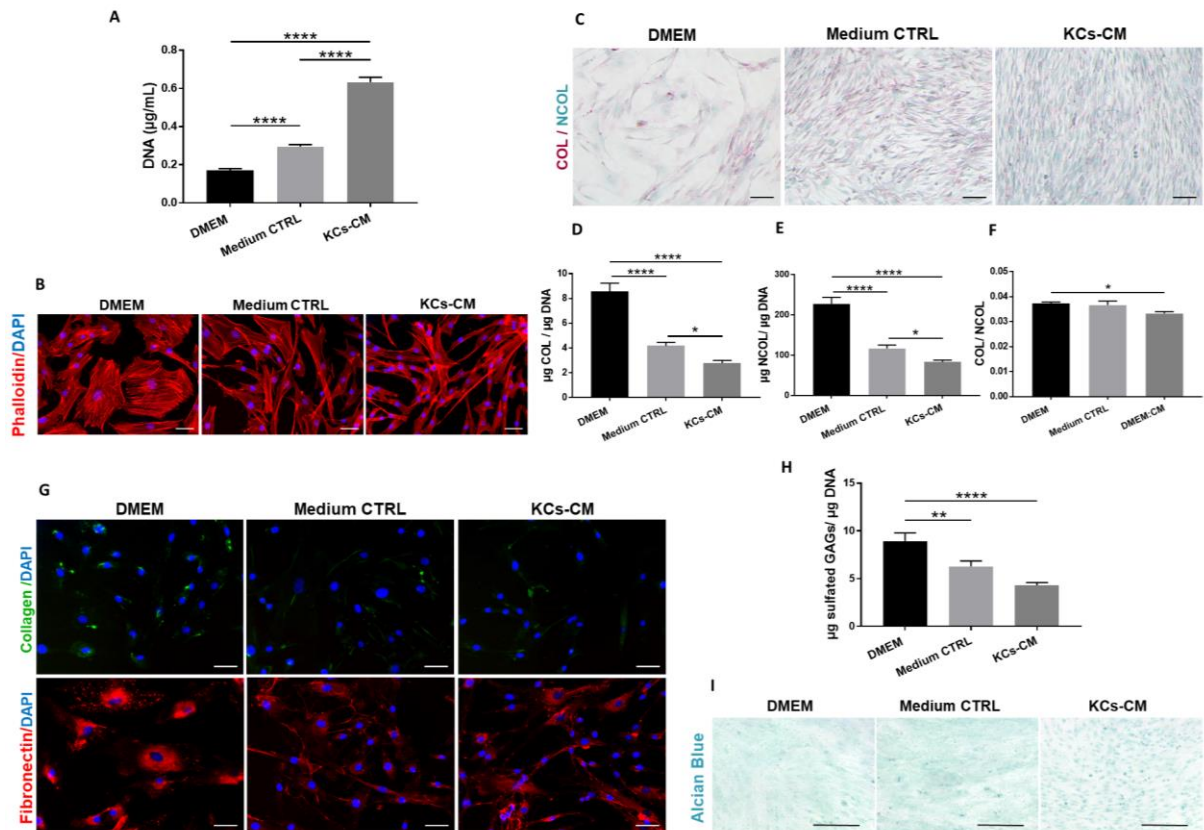 A
****
****
****
DNA (µg/mL)
0.8
0.6
0.4
0.2
0.0
DMEM
Medium CTRL
KCs-CM
B
DMEM
Medium CTRL
KCs-CM
Phalloidin/DAPI
C
DMEM
Medium CTRL
KCs-CM
COL / NCOL
D
****
****
*
µg COL / µg DNA
10
8
6
4
2
0
DMEM
Medium CTRL
KCs-CM
E
****
****
*
µg NCOL/ µg DNA
300
200
100
0
DMEM
Medium CTRL
KCs-CM
F
*
COL/ NCOL
0.05
0.04
0.03
0.02
0.01
0.00
DMEM
Medium CTRL
DMEM:CM
G
DMEM
Medium CTRL
KCs-CM
Collagen /DAPI
Fibronectin/DAPI
H
****
**
µg sulfated GAGs/ µg DNA
15
10
5
0
DMEM
Medium CTRL
KCs-CM
I
DMEM
Medium CTRL
KCs-CM
Alcian Blue